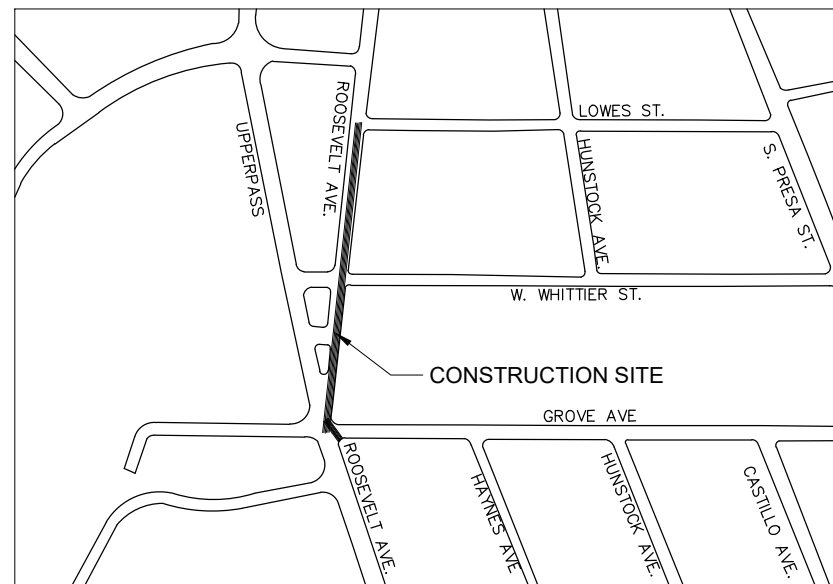 LOWES ST.
ROOSEVELT AVE.
UPPERPASS
HUNSTOCK AVE.
S. PRESA ST.
W. WHITTIER ST.
CONSTRUCTION SITE
GROVE AVE
ROOSEVELT AVE.
HAYNES AVE
HUNSTOCK AVE.
CASTILLO AVE.